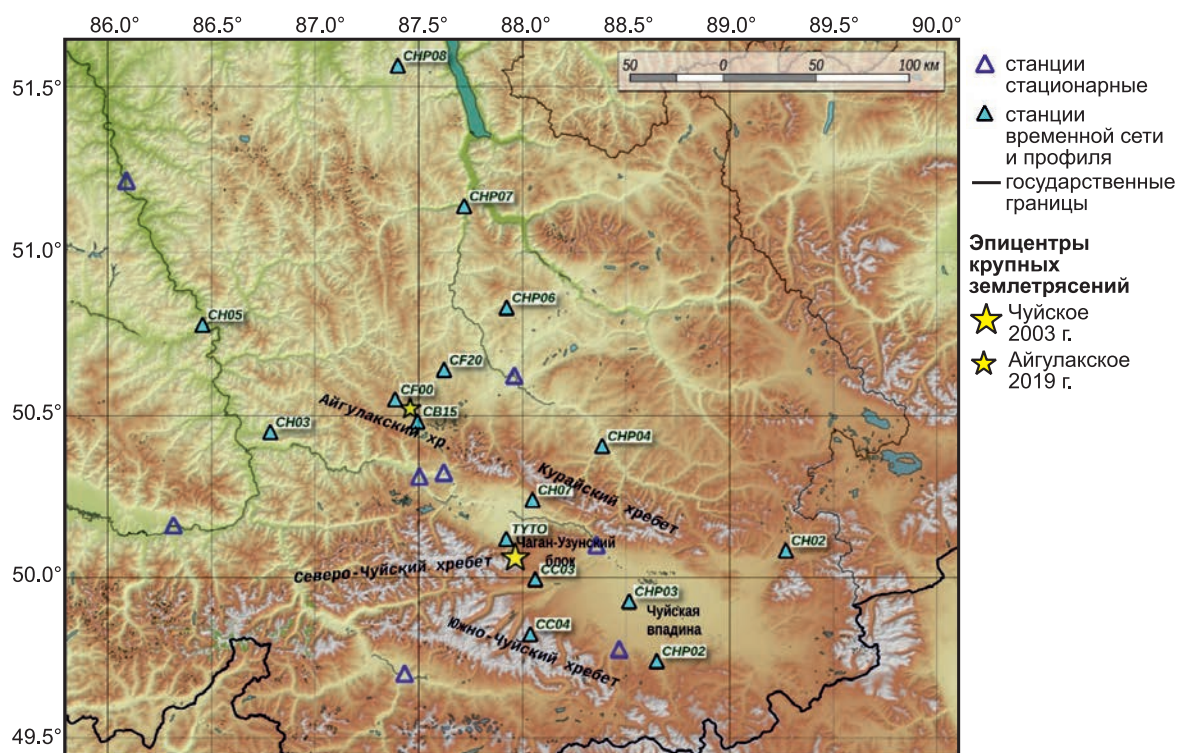 86.0°
86.5°
87.0°
87.5°
88.0°
88.5°
89.0°
89.5°
90.0°
51.5°
51.0°
50.5°
50.0°
49.5°
50
0
50
100 км
CHP08
CHP07
CHP06
CH05
CF20
CF00
CB15
CH03
Айгулакский хр.
CHP04
Курайский хребет
CH07
TYTO
Чаган-Узунский
блок
CH02
Северо-Чуйский хребет
CC03
CHP03
Чуйская
впадина
CC04
Южно-Чуйский хребет
CHP02
станции
стационарные
станции
временной сети
и профиля
государственные
границы
Эпицентры
крупных
землетрясений
Чуйское
2003 г.
Айгулакское
2019 г.